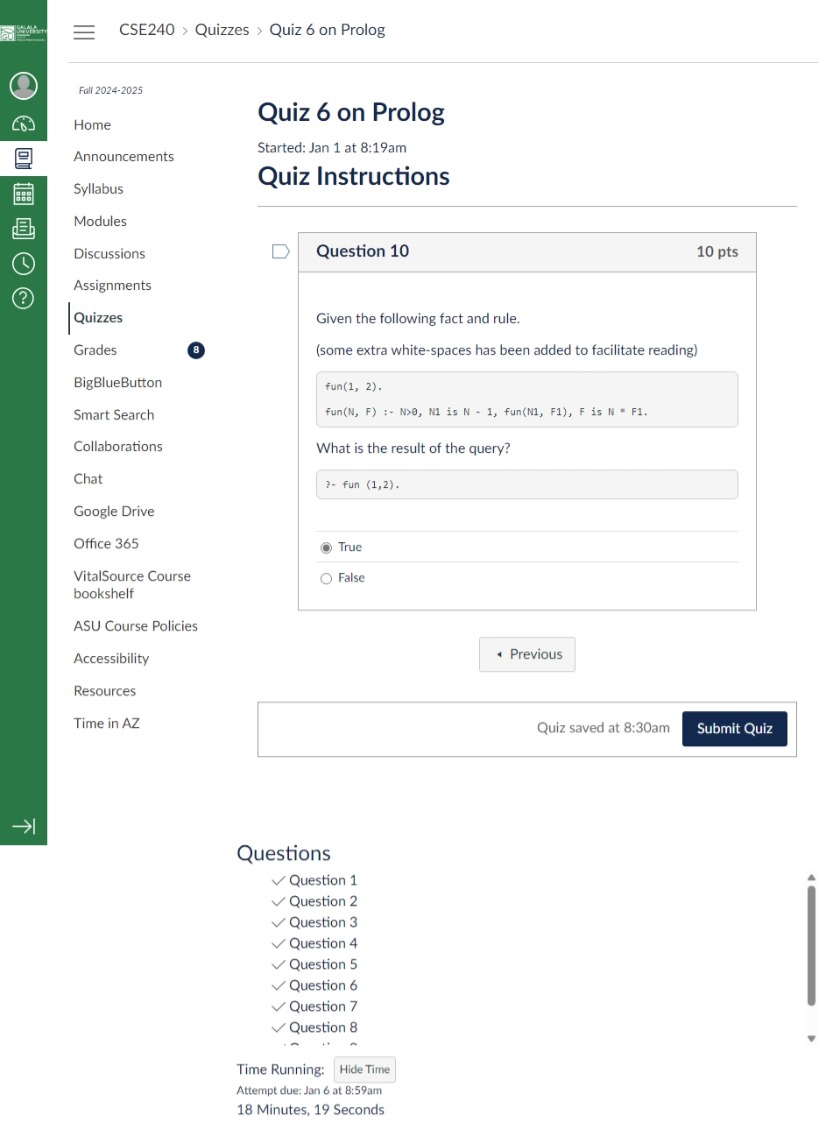 GALALA
UNIVERSITY
CSE240 › Quizzes › Quiz 6 on Prolog
Fall 2024-2025
Home
Announcements
Syllabus
Modules
Discussions
Assignments
Quizzes
Grades 8
BigBlueButton
Smart Search
Collaborations
Chat
Google Drive
Office 365
VitalSource Course
bookshelf
ASU Course Policies
Accessibility
Resources
Time in AZ
Quiz 6 on Prolog
Started: Jan 1 at 8:19am
Quiz Instructions
Question 10 10 pts
Given the following fact and rule.
(some extra white-spaces has been added to facilitate reading)
fun(1, 2).
fun(N, F) :- N>0, N1 is N - 1, fun(N1, F1), F is N * F1.
What is the result of the query?
?- fun (1,2).
True
False
◂ Previous
Quiz saved at 8:30am Submit Quiz
Questions
Question 1
Question 2
Question 3
Question 4
Question 5
Question 6
Question 7
Question 8
Time Running: Hide Time
Attempt due: Jan 6 at 8:59am
18 Minutes, 19 Seconds